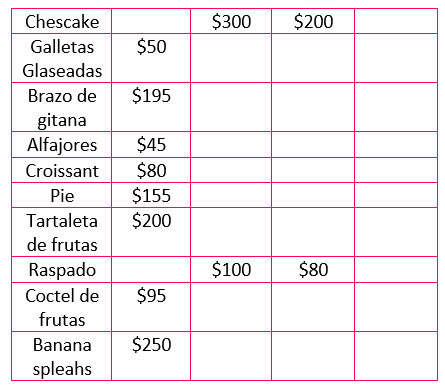 Chescake $300 $200
Galletas $50
Glaseadas
Brazo de $195
gitana
Alfajores $45
Croissant $80
Pie $155
Tartaleta $200
de frutas
Raspado $100 $80
Coctel de $95
frutas
Banana $250
spleahs